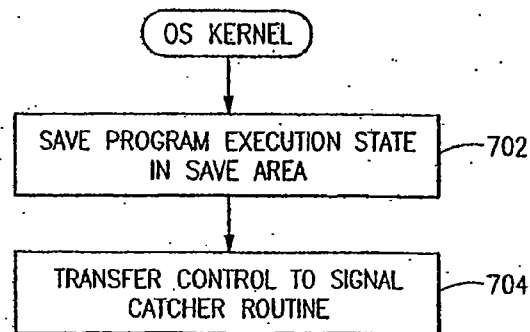 OS KERNEL
SAVE PROGRAM EXECUTION STATE
IN SAVE AREA
702
TRANSFER CONTROL TO SIGNAL
CATCHER ROUTINE
704